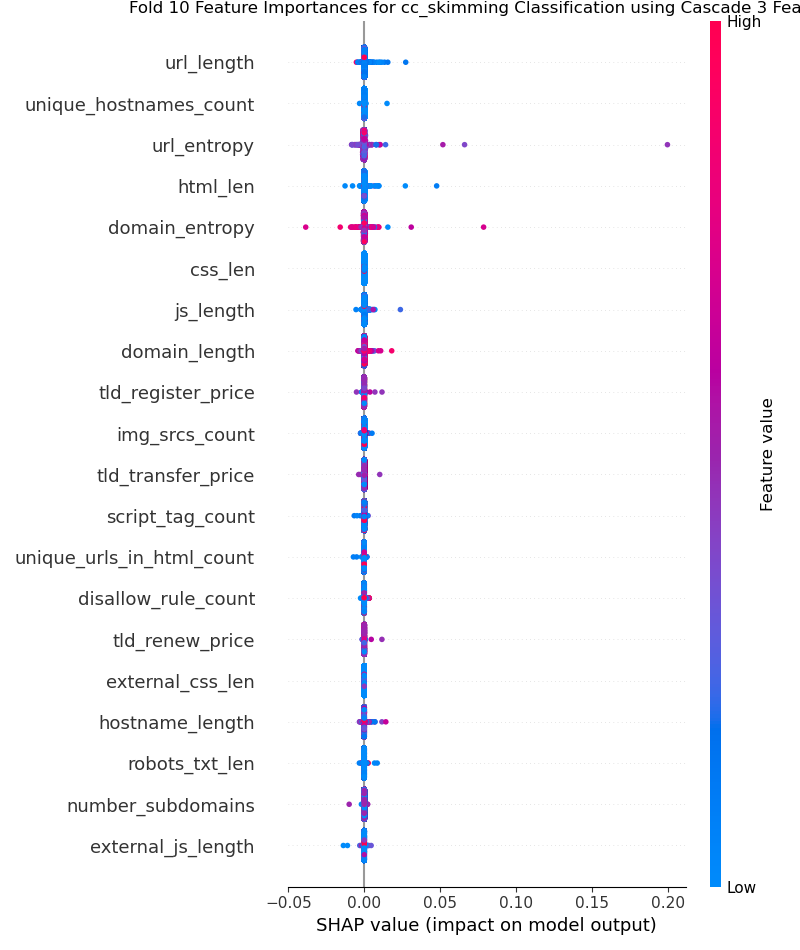 Fold 10 Feature Importances for cc_skimming Classification using Cascade 3 Fea
High
url_length
unique_hostnames_count
url_entropy
html_len
domain_entropy
css_len
js_length
domain_length
tld_register_price
img_srcs_count
tld_transfer_price
script_tag_count
unique_urls_in_html_count
disallow_rule_count
tld_renew_price
external_css_len
hostname_length
robots_txt_len
number_subdomains
external_js_length
Feature value
Low
−0.05 0.00 0.05 0.10 0.15 0.20
SHAP value (impact on model output)